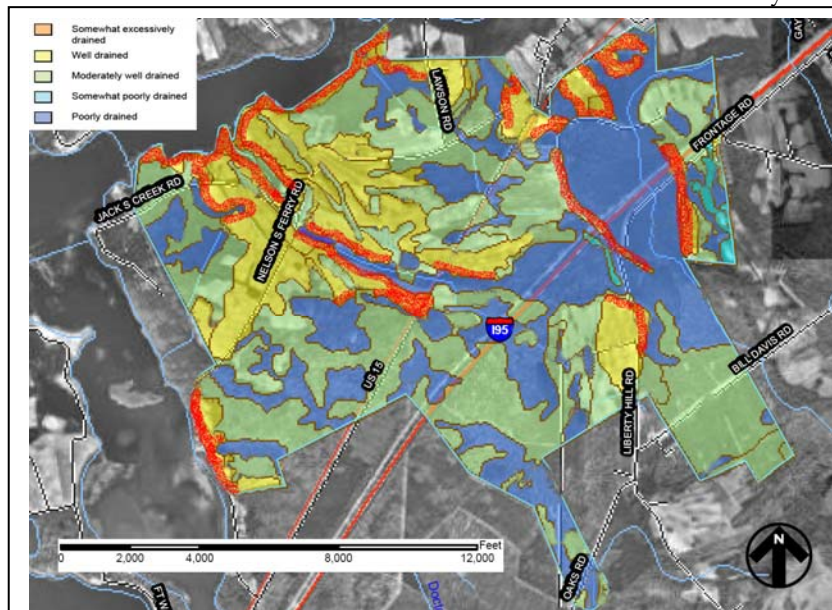 Somewhat excessively
drained
Well drained
Moderately well drained
Somewhat poorly drained
Poorly drained
LAWSON RD
FRONTAGE RD
JACK S CREEK RD
NELSON S FERRY RD
I95
US 15
BILL DAVIS RD
LIBERTY HILL RD
Feet
0 2,000 4,000 8,000 12,000
N
OAKS RD